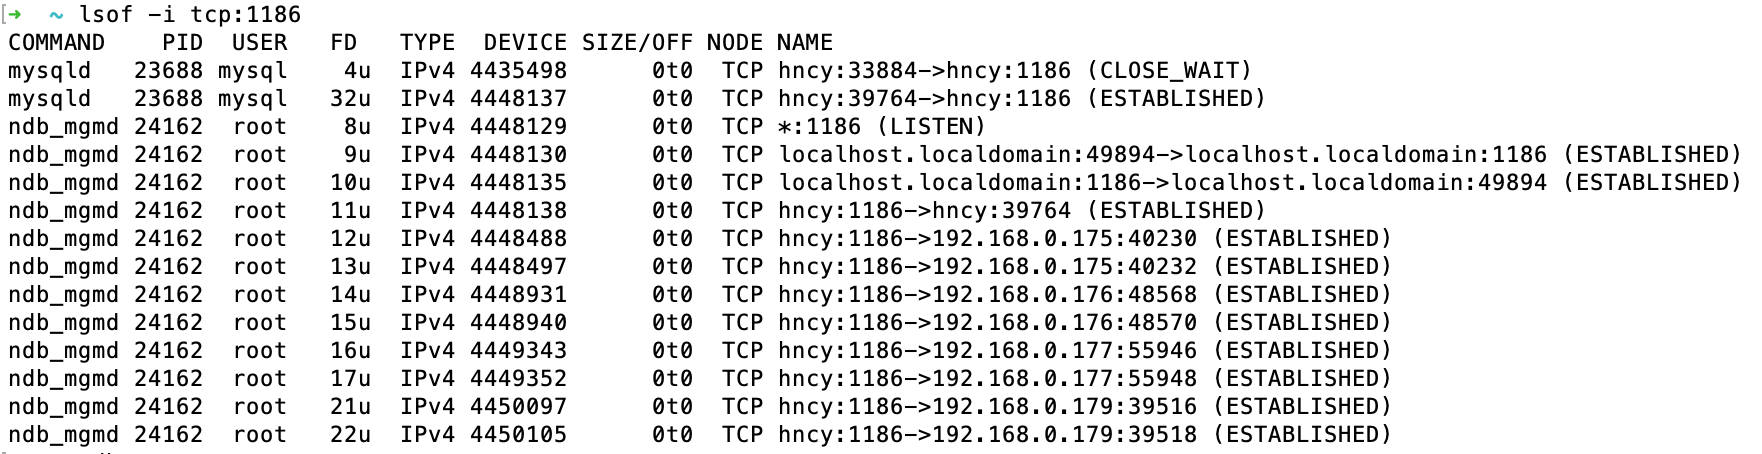 [➜  ~ lsof -i tcp:1186
COMMAND    PID  USER   FD   TYPE  DEVICE SIZE/OFF NODE NAME
mysqld   23688 mysql    4u  IPv4 4435498      0t0  TCP hncy:33884->hncy:1186 (CLOSE_WAIT)
mysqld   23688 mysql   32u  IPv4 4448137      0t0  TCP hncy:39764->hncy:1186 (ESTABLISHED)
ndb_mgmd 24162  root    8u  IPv4 4448129      0t0  TCP *:1186 (LISTEN)
ndb_mgmd 24162  root    9u  IPv4 4448130      0t0  TCP localhost.localdomain:49894->localhost.localdomain:1186 (ESTABLISHED)
ndb_mgmd 24162  root   10u  IPv4 4448135      0t0  TCP localhost.localdomain:1186->localhost.localdomain:49894 (ESTABLISHED)
ndb_mgmd 24162  root   11u  IPv4 4448138      0t0  TCP hncy:1186->hncy:39764 (ESTABLISHED)
ndb_mgmd 24162  root   12u  IPv4 4448488      0t0  TCP hncy:1186->192.168.0.175:40230 (ESTABLISHED)
ndb_mgmd 24162  root   13u  IPv4 4448497      0t0  TCP hncy:1186->192.168.0.175:40232 (ESTABLISHED)
ndb_mgmd 24162  root   14u  IPv4 4448931      0t0  TCP hncy:1186->192.168.0.176:48568 (ESTABLISHED)
ndb_mgmd 24162  root   15u  IPv4 4448940      0t0  TCP hncy:1186->192.168.0.176:48570 (ESTABLISHED)
ndb_mgmd 24162  root   16u  IPv4 4449343      0t0  TCP hncy:1186->192.168.0.177:55946 (ESTABLISHED)
ndb_mgmd 24162  root   17u  IPv4 4449352      0t0  TCP hncy:1186->192.168.0.177:55948 (ESTABLISHED)
ndb_mgmd 24162  root   21u  IPv4 4450097      0t0  TCP hncy:1186->192.168.0.179:39516 (ESTABLISHED)
ndb_mgmd 24162  root   22u  IPv4 4450105      0t0  TCP hncy:1186->192.168.0.179:39518 (ESTABLISHED)